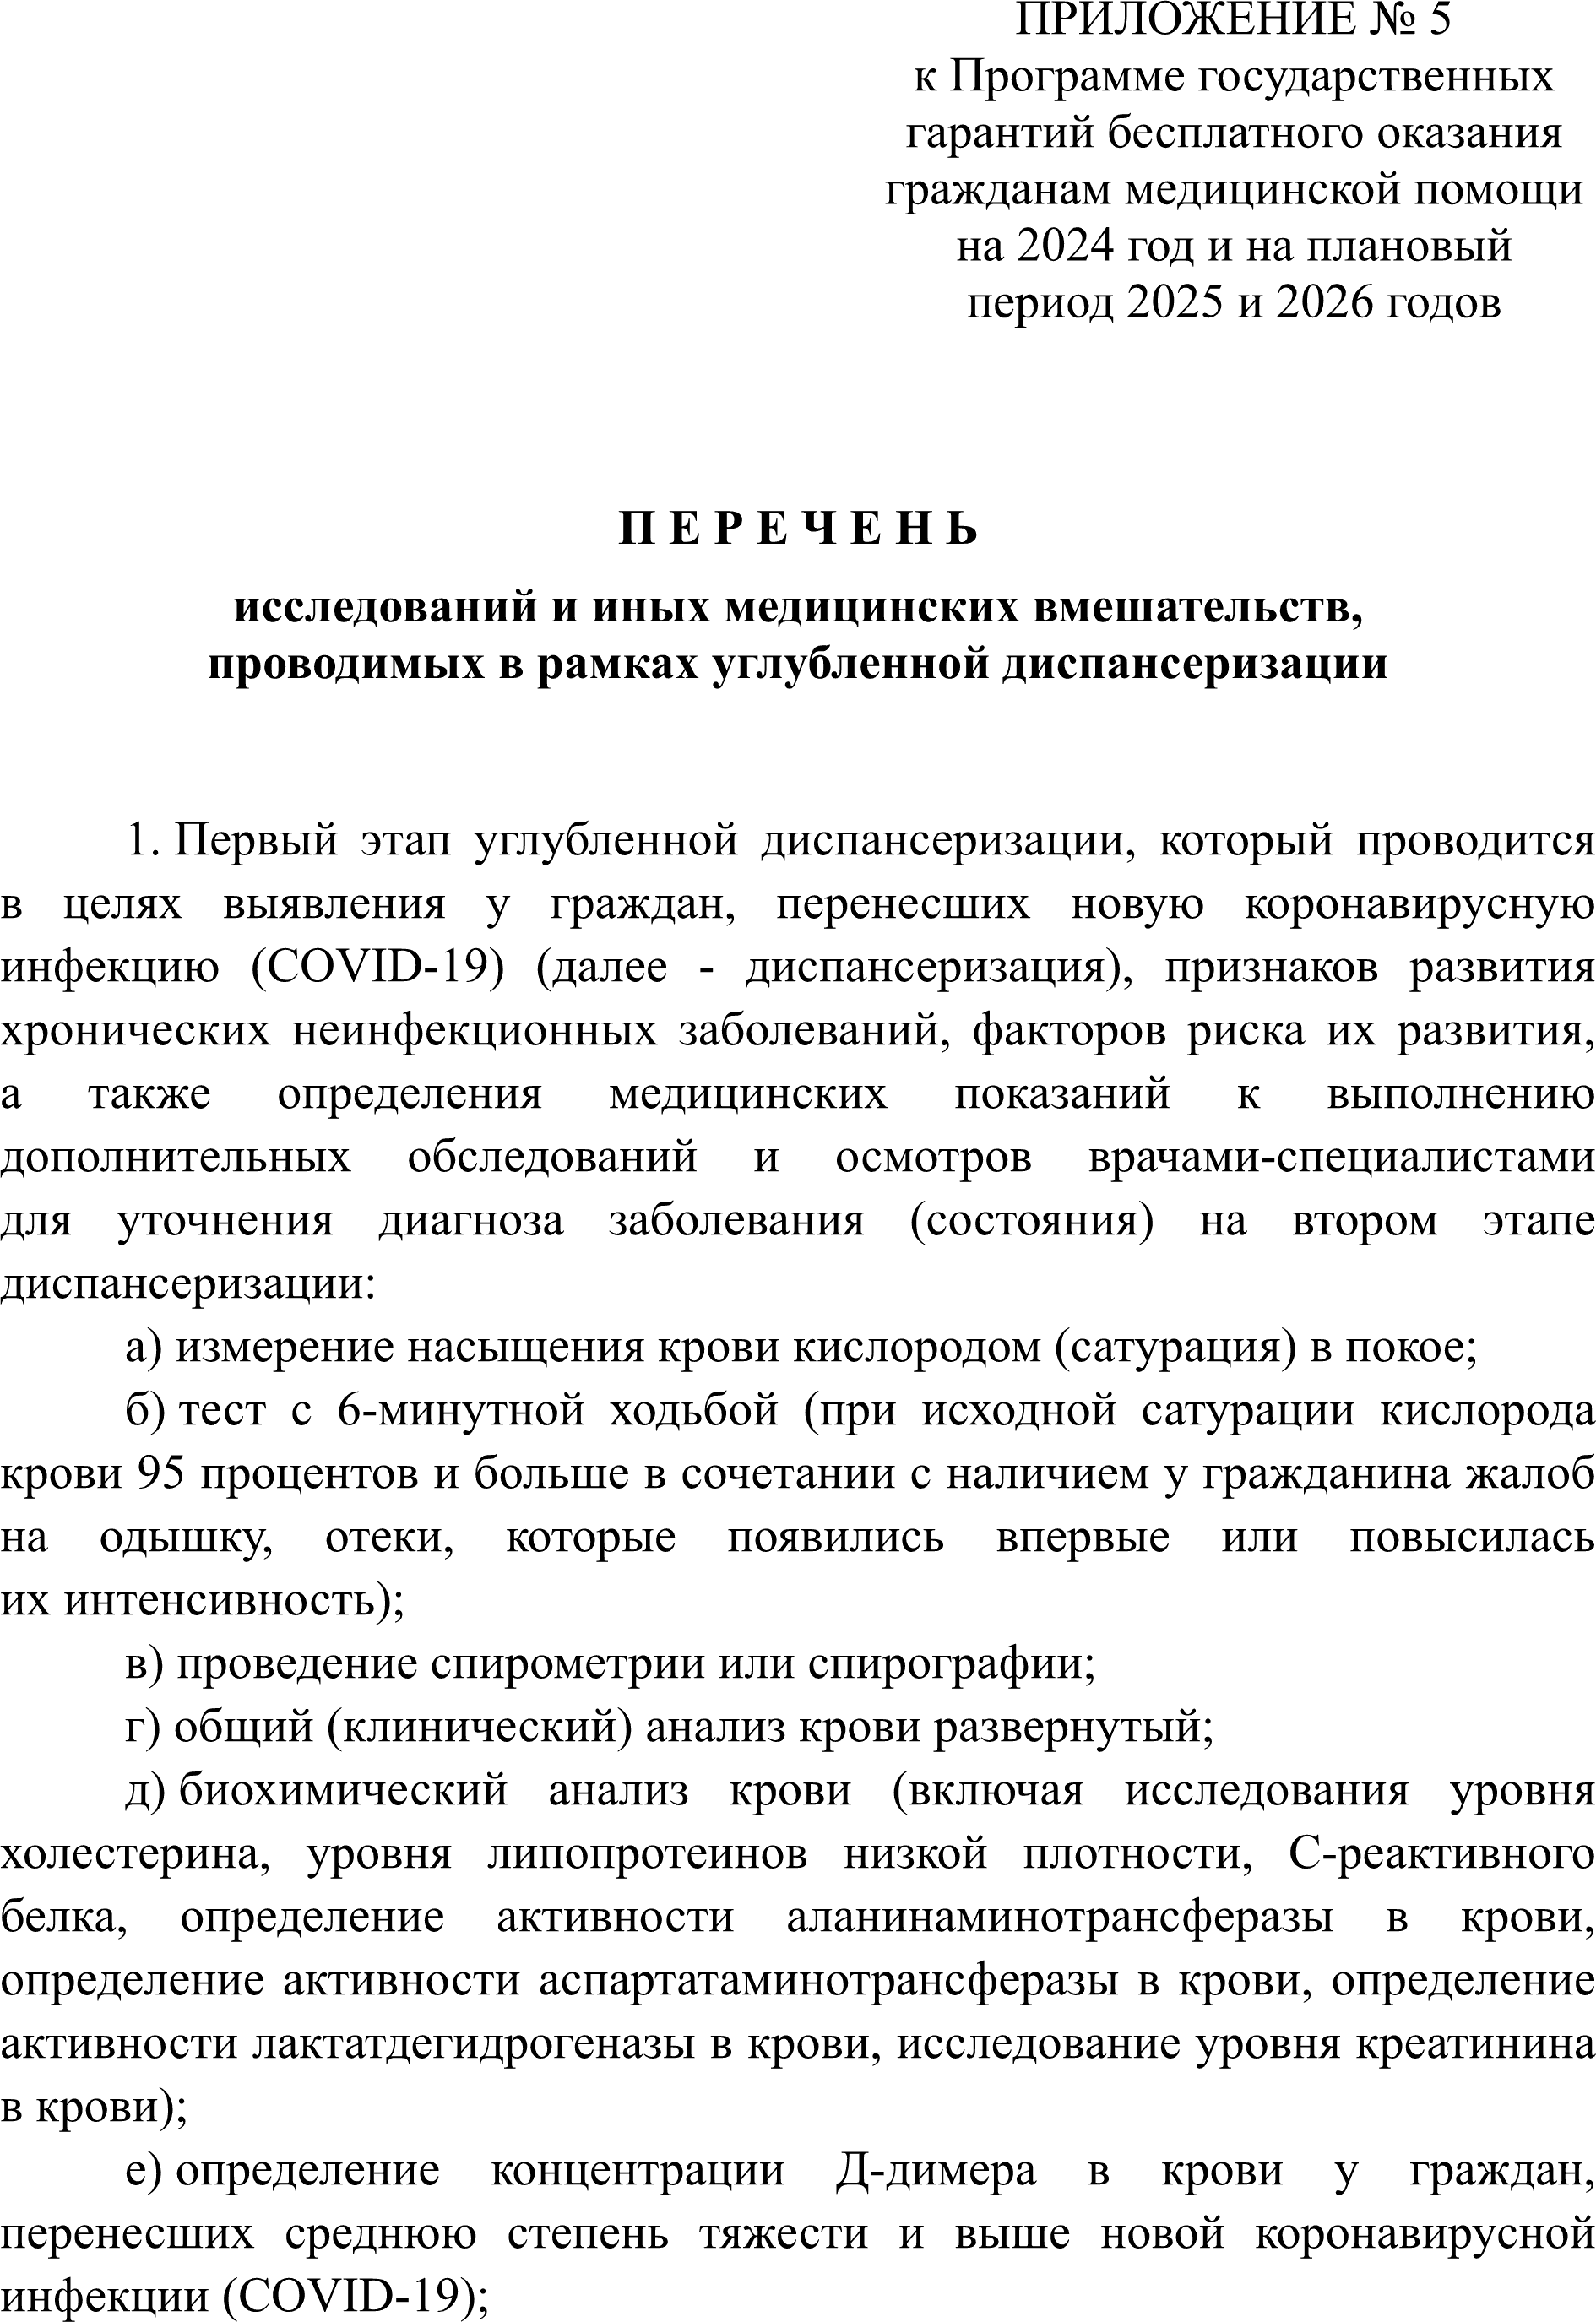 ПРИЛОЖЕНИЕ № 5
к Программе государственных
гарантий бесплатного оказания
гражданам медицинской помощи
на 2024 год и на плановый
период 2025 и 2026 годов
П Е Р Е Ч Е Н Ь
исследований и иных медицинских вмешательств,
проводимых в рамках углубленной диспансеризации
1. Первый этап углубленной диспансеризации, который проводится
в целях выявления у граждан, перенесших новую коронавирусную
инфекцию (COVID-19) (далее - диспансеризация), признаков развития
хронических неинфекционных заболеваний, факторов риска их развития,
а также определения медицинских показаний к выполнению
дополнительных обследований и осмотров врачами-специалистами
для уточнения диагноза заболевания (состояния) на втором этапе
диспансеризации:
а) измерение насыщения крови кислородом (сатурация) в покое;
б) тест с 6-минутной ходьбой (при исходной сатурации кислорода
крови 95 процентов и больше в сочетании с наличием у гражданина жалоб
на одышку, отеки, которые появились впервые или повысилась
их интенсивность);
в) проведение спирометрии или спирографии;
г) общий (клинический) анализ крови развернутый;
д) биохимический анализ крови (включая исследования уровня
холестерина, уровня липопротеинов низкой плотности, С-реактивного
белка, определение активности аланинаминотрансферазы в крови,
определение активности аспартатаминотрансферазы в крови, определение
активности лактатдегидрогеназы в крови, исследование уровня креатинина
в крови);
е) определение концентрации Д-димера в крови у граждан,
перенесших среднюю степень тяжести и выше новой коронавирусной
инфекции (COVID-19);